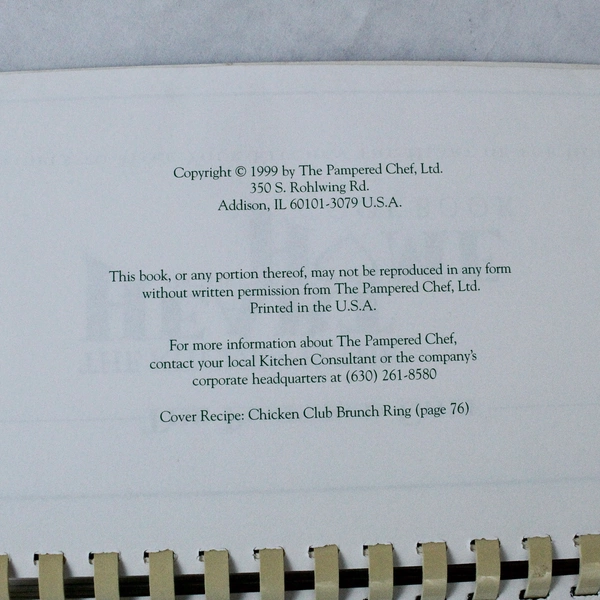 Copyright © 1999 by The Pampered Chef, Ltd.
350 S. Rohlwing Rd.
Addison, IL 60101-3079 U.S.A.
This book, or any portion thereof, may not be reproduced in any form
without written permission from The Pampered Chef, Ltd.
Printed in the U.S.A.
For more information about The Pampered Chef,
contact your local Kitchen Consultant or the company's
corporate headquarters at (630) 261-8580
Cover Recipe: Chicken Club Brunch Ring (page 76)